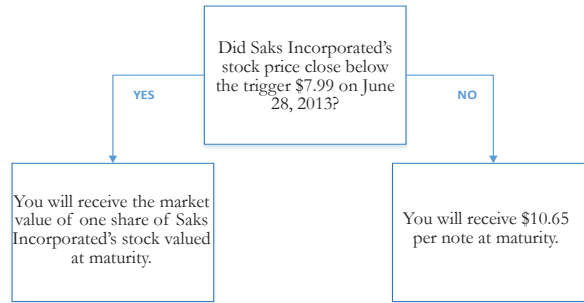 Did Saks Incorporated's
stock price close below
the trigger $7.99 on June
28, 2013?
YES
NO
You will receive the market
value of one share of Saks
Incorporated's stock valued
at maturity.
You will receive $10.65
per note at maturity.